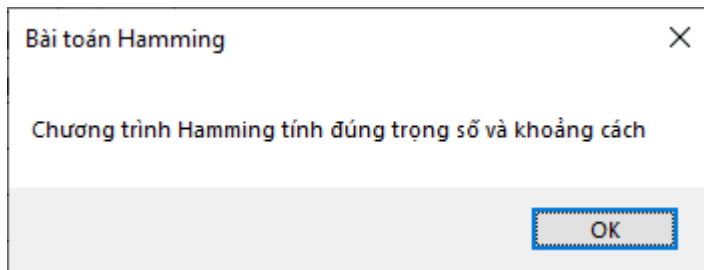 Bài toán Hamming
Chương trình Hamming tính đúng trọng số và khoảng cách
OK